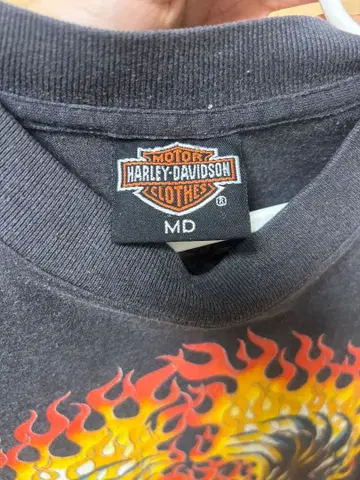 MOTOR
HARLEY-DAVIDSON
CLOTHES
®
MD